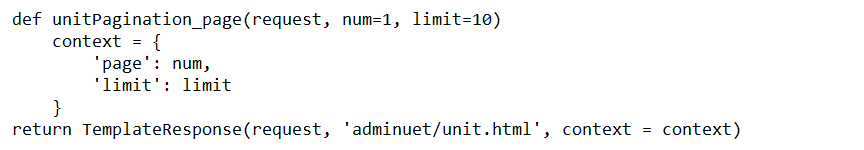 def unitPagination_page(request, num=1, limit=10)
    context = {
        'page': num,
        'limit': limit
    }
return TemplateResponse(request, 'adminuet/unit.html', context = context)